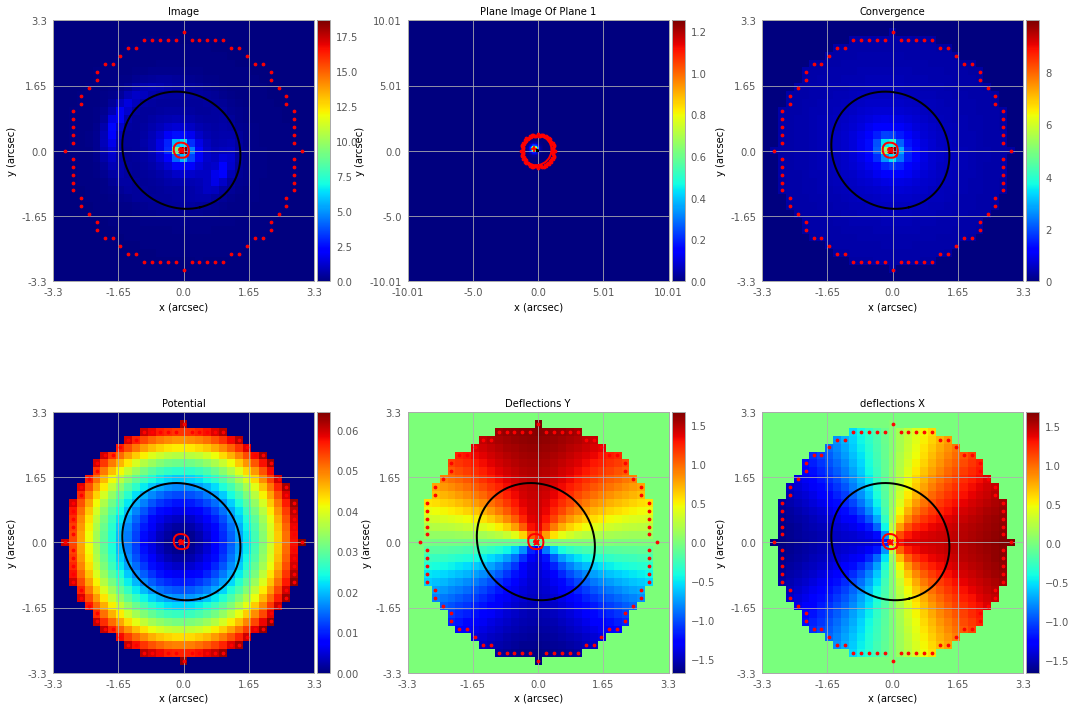 Image
3.3
1.65
0.0
-1.65
-3.3
-3.3 -1.65 0.0 1.65 3.3
x (arcsec)
y (arcsec)
17.5
15.0
12.5
10.0
7.5
5.0
2.5
0.0
Plane Image Of Plane 1
10.01
5.01
0.0
-5.0
-10.01
-10.01 -5.0 0.0 5.01 10.01
x (arcsec)
y (arcsec)
1.2
1.0
0.8
0.6
0.4
0.2
0.0
Convergence
3.3
1.65
0.0
-1.65
-3.3
-3.3 -1.65 0.0 1.65 3.3
x (arcsec)
y (arcsec)
8
6
4
2
0
Potential
3.3
1.65
0.0
-1.65
-3.3
-3.3 -1.65 0.0 1.65 3.3
x (arcsec)
y (arcsec)
0.06
0.05
0.04
0.03
0.02
0.01
0.00
Deflections Y
3.3
1.65
0.0
-1.65
-3.3
-3.3 -1.65 0.0 1.65 3.3
x (arcsec)
y (arcsec)
1.5
1.0
0.5
0.0
−0.5
−1.0
−1.5
deflections X
3.3
1.65
0.0
-1.65
-3.3
-3.3 -1.65 0.0 1.65 3.3
x (arcsec)
y (arcsec)
1.5
1.0
0.5
0.0
−0.5
−1.0
−1.5